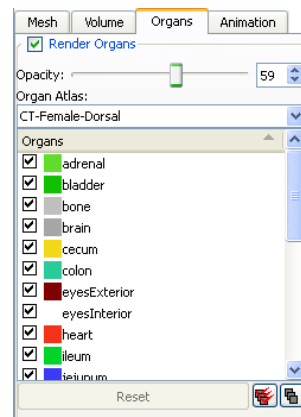 Mesh Volume Organs Animation
Render Organs
Opacity: 59
Organ Atlas:
CT-Female-Dorsal
Organs
adrenal
bladder
bone
brain
cecum
colon
eyesExterior
eyesInterior
heart
ileum
jejunum
Reset